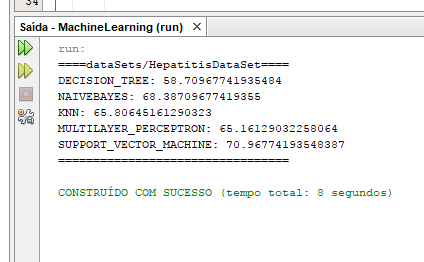 34
Saída - MachineLearning (run)
run:
====dataSets/HepatitisDataSet====
DECISION_TREE: 58.70967741935484
NAIVEBAYES: 68.38709677419355
KNN: 65.80645161290323
MULTILAYER_PERCEPTRON: 65.16129032258064
SUPPORT_VECTOR_MACHINE: 70.96774193548387
=================================
CONSTRUÍDO COM SUCESSO (tempo total: 8 segundos)